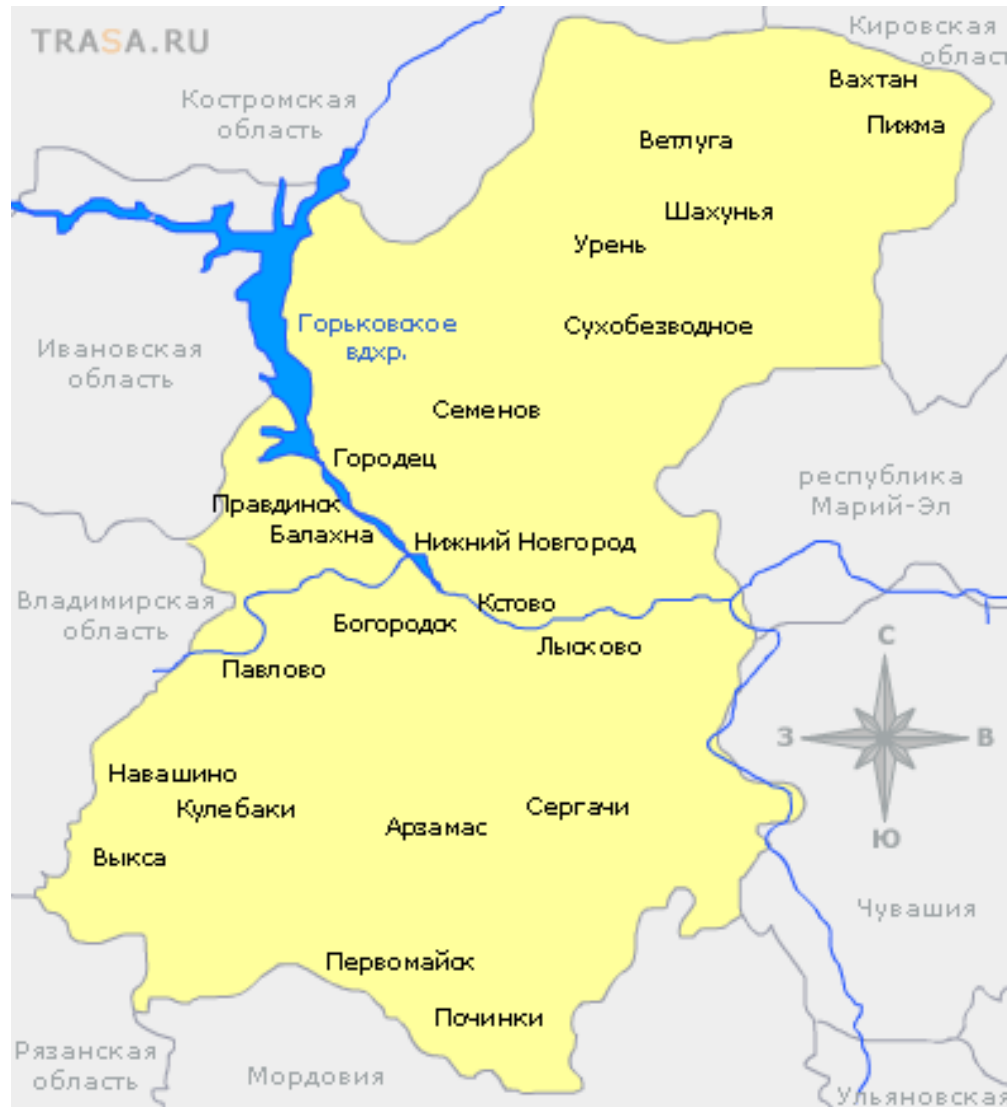 TRASA.RU
Кировская
област
Вахтан
Костромская
область
Пижма
Ветлуга
Шахунья
Урень
Горьковское
вдхр.
Сухобезводное
Ивановская
область
Семенов
Городец
республика
Марий-Эл
Правдинск
Балахна
Нижний Новгород
Владимирская
область
Кстово
Богородск
Лысково
С
Павлово
З
В
Навашино
Кулебаки
Сергачи
Арзамас
Ю
Выкса
Чувашия
Первомайск
Починки
Рязанская
область
Мордовия
Ульяновская